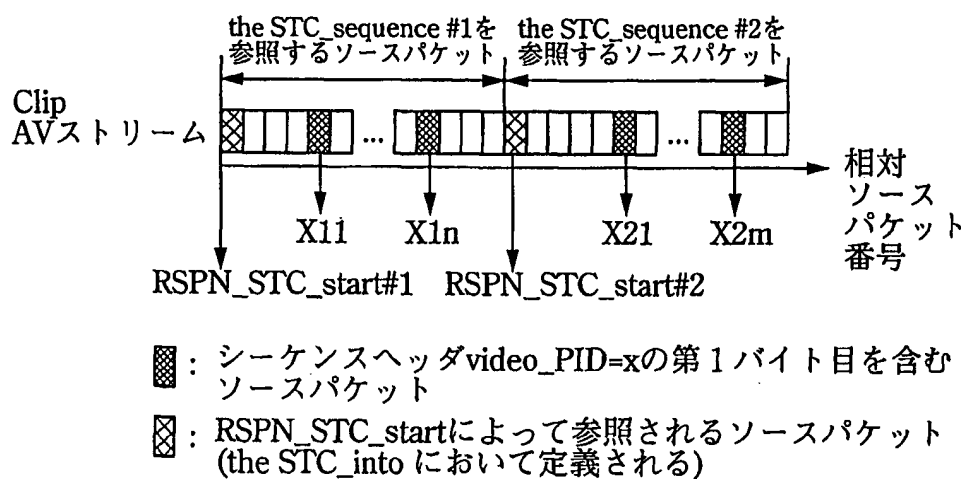 the STC_sequence #1を
参照するソースパケット
the STC_sequence #2を
参照するソースパケット
Clip
AVストリーム
...
...
相対
ソース
パケット
番号
X11
X1n
X21
X2m
RSPN_STC_start#1
RSPN_STC_start#2
: シーケンスヘッダvideo_PID=xの第1バイト目を含む
ソースパケット
: RSPN_STC_startによって参照されるソースパケット
(the STC_into において定義される)